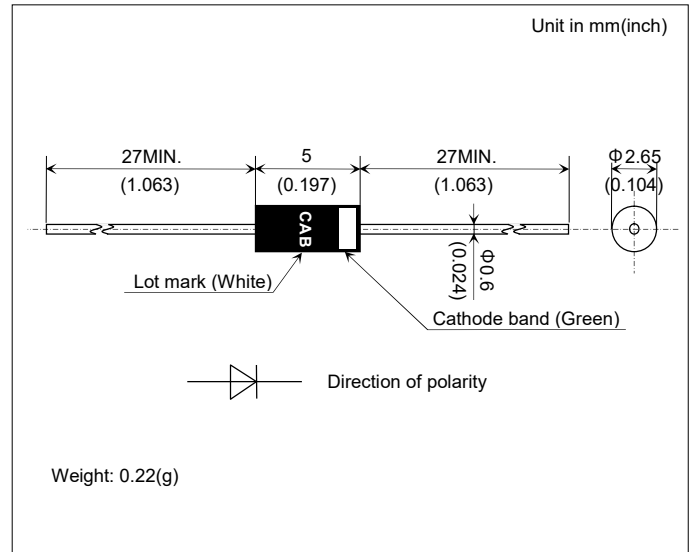 Unit in mm(inch)
27MIN.
(1.063)
5
(0.197)
27MIN.
(1.063)
Φ2.65
(0.104)
CAB
Φ0.6
(0.024)
Lot mark (White)
Cathode band (Green)
Direction of polarity
Weight: 0.22(g)